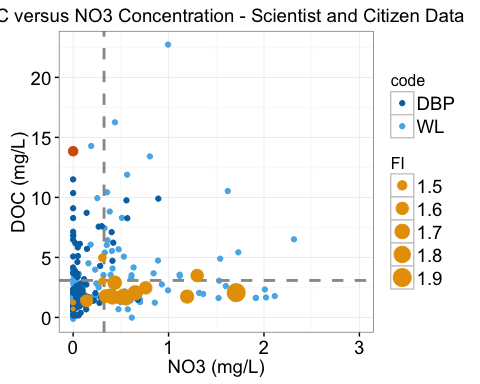 C versus NO3 Concentration - Scientist and Citizen Data
DOC (mg/L)
20
15
10
5
0
0 1 2 3
NO3 (mg/L)
code
DBP
WL
FI
1.5
1.6
1.7
1.8
1.9